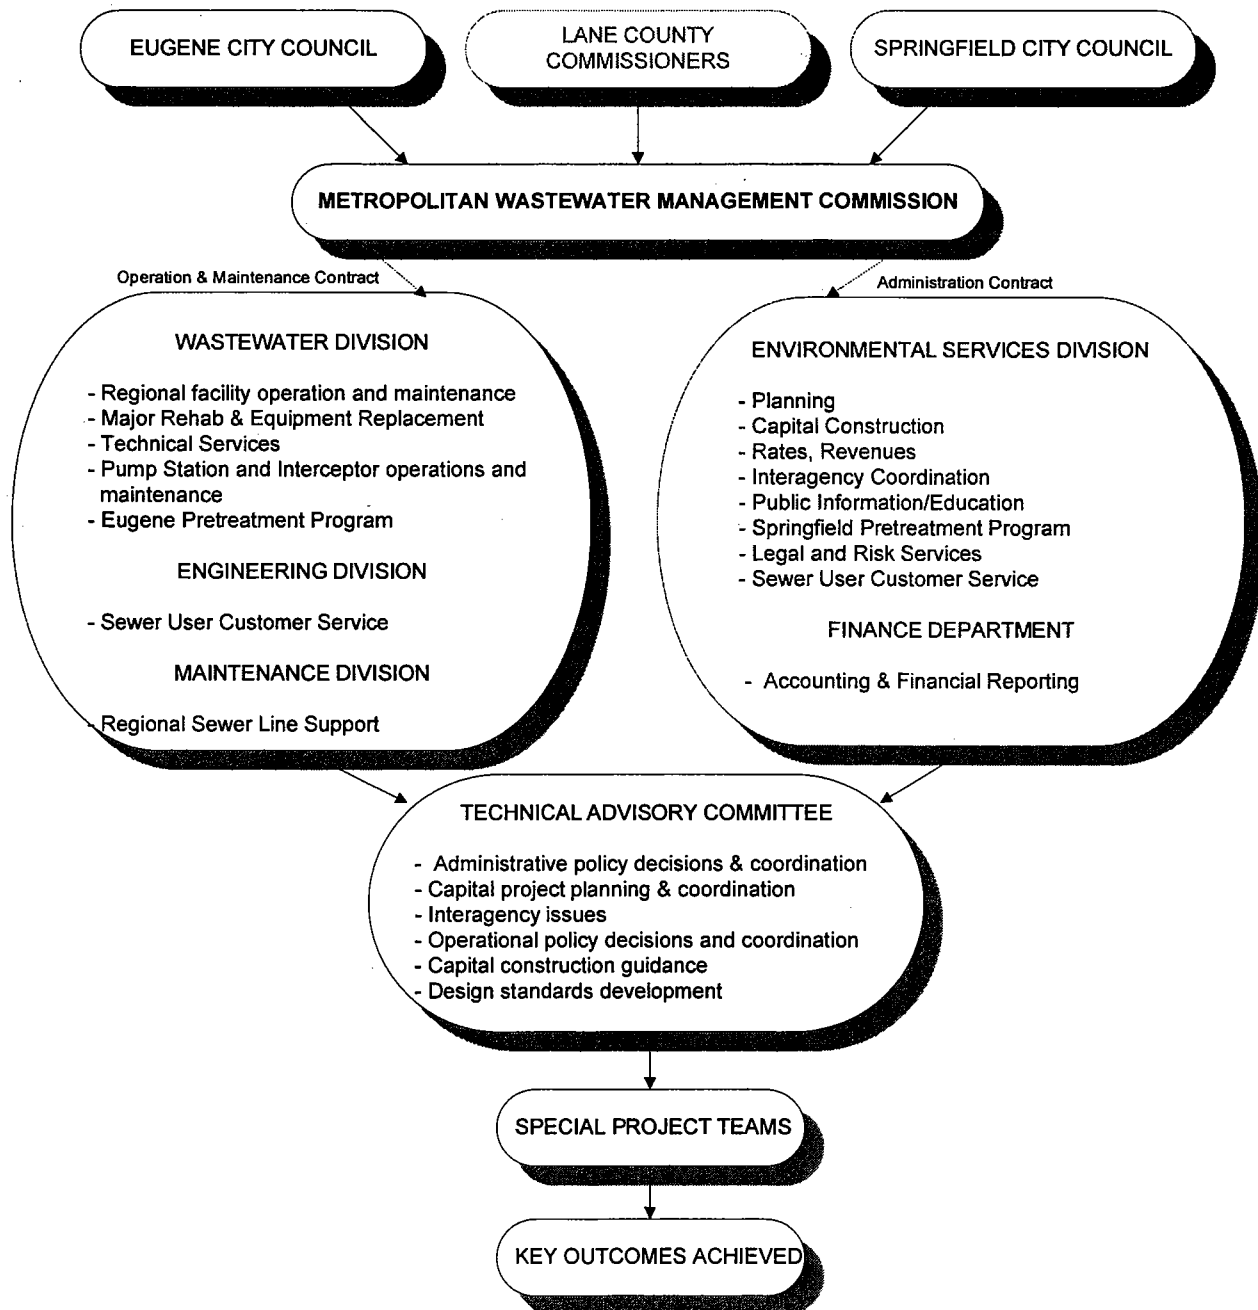 EUGENE CITY COUNCIL
LANE COUNTY
COMMISSIONERS
SPRINGFIELD CITY COUNCIL
METROPOLITAN WASTEWATER MANAGEMENT COMMISSION
Operation & Maintenance Contract
Administration Contract
WASTEWATER DIVISION
- Regional facility operation and maintenance
- Major Rehab & Equipment Replacement
- Technical Services
- Pump Station and Interceptor operations and
maintenance
- Eugene Pretreatment Program
ENGINEERING DIVISION
- Sewer User Customer Service
MAINTENANCE DIVISION
- Regional Sewer Line Support
ENVIRONMENTAL SERVICES DIVISION
- Planning
- Capital Construction
- Rates, Revenues
- Interagency Coordination
- Public Information/Education
- Springfield Pretreatment Program
- Legal and Risk Services
- Sewer User Customer Service
FINANCE DEPARTMENT
- Accounting & Financial Reporting
TECHNICAL ADVISORY COMMITTEE
- Administrative policy decisions & coordination
- Capital project planning & coordination
- Interagency issues
- Operational policy decisions and coordination
- Capital construction guidance
- Design standards development
SPECIAL PROJECT TEAMS
KEY OUTCOMES ACHIEVED